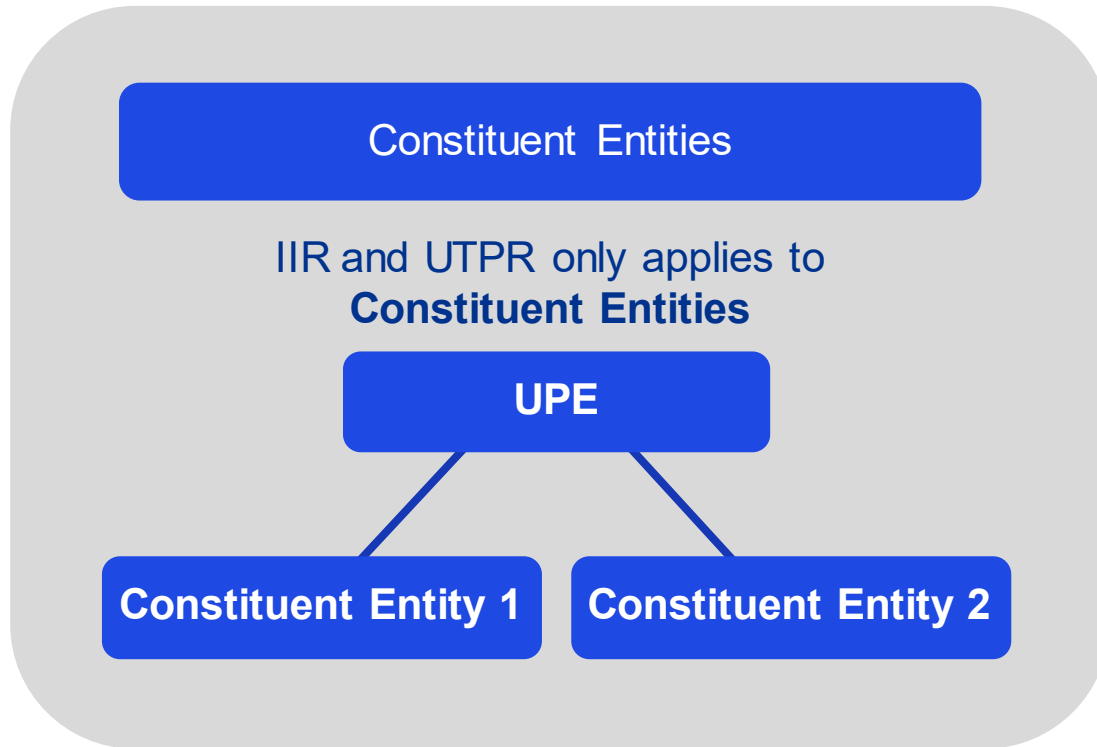 Constituent Entities
IIR and UTPR only applies to
Constituent Entities
UPE
Constituent Entity 1
Constituent Entity 2